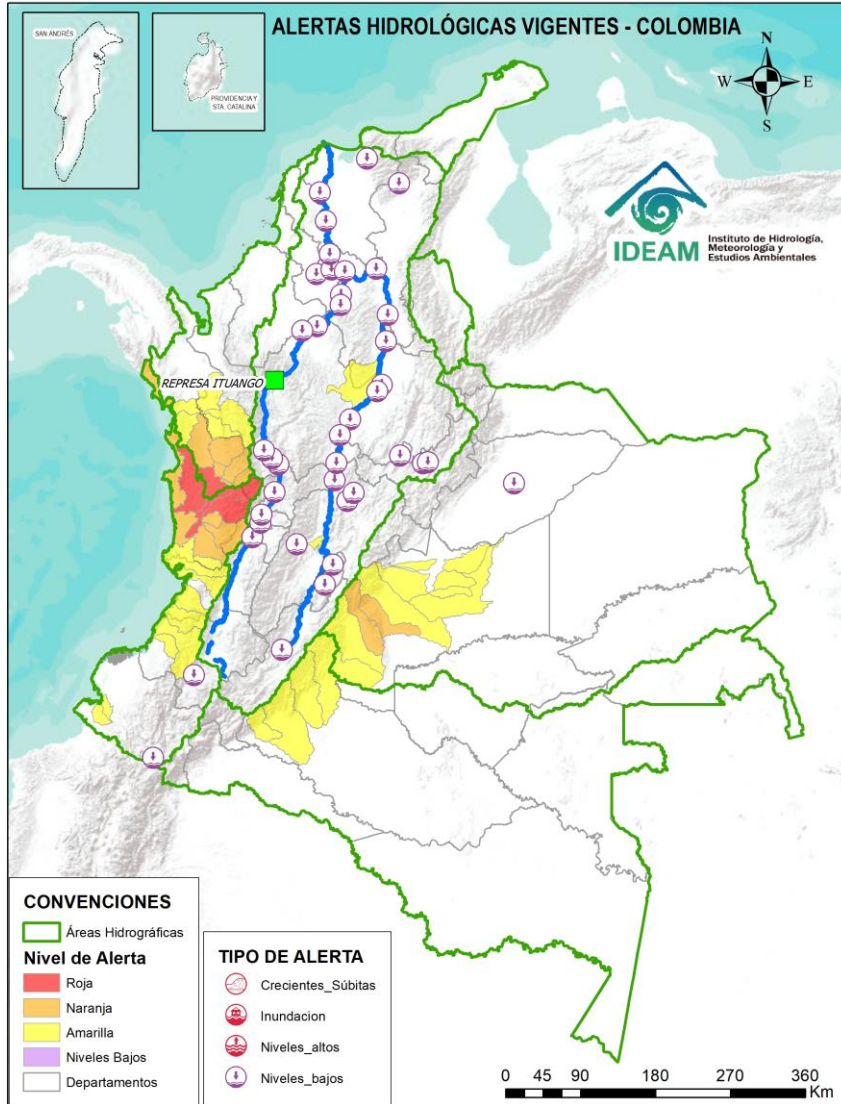 ALERTAS HIDROLÓGICAS VIGENTES - COLOMBIA
SAN ANDRÉS
PROVIDENCIA Y
STA. CATALINA
N
W
E
S
IDEAM
Instituto de Hidrología,
Meteorología y
Estudios Ambientales
REPRESA ITUANGO
CONVENCIONES
Áreas Hidrográficas
Nivel de Alerta
Roja
Naranja
Amarilla
Niveles Bajos
Departamentos
TIPO DE ALERTA
Crecientes_Súbitas
Inundacion
Niveles_altos
Niveles_bajos
0 45 90 180 270 360
Km